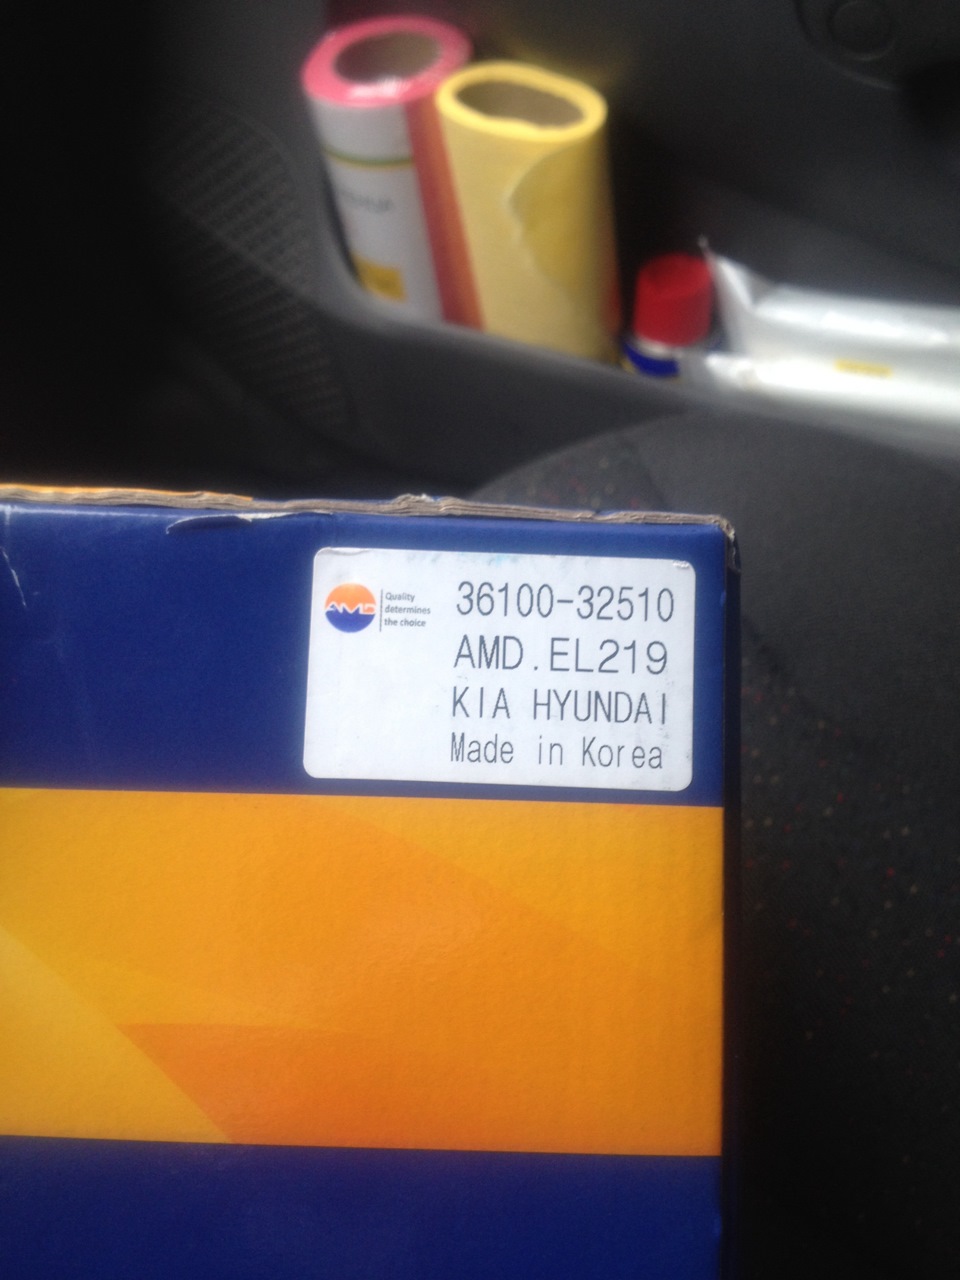 AMD
Quality
determines
the choice
36100-32510
AMD.EL219
KIA HYUNDAI
Made in Korea